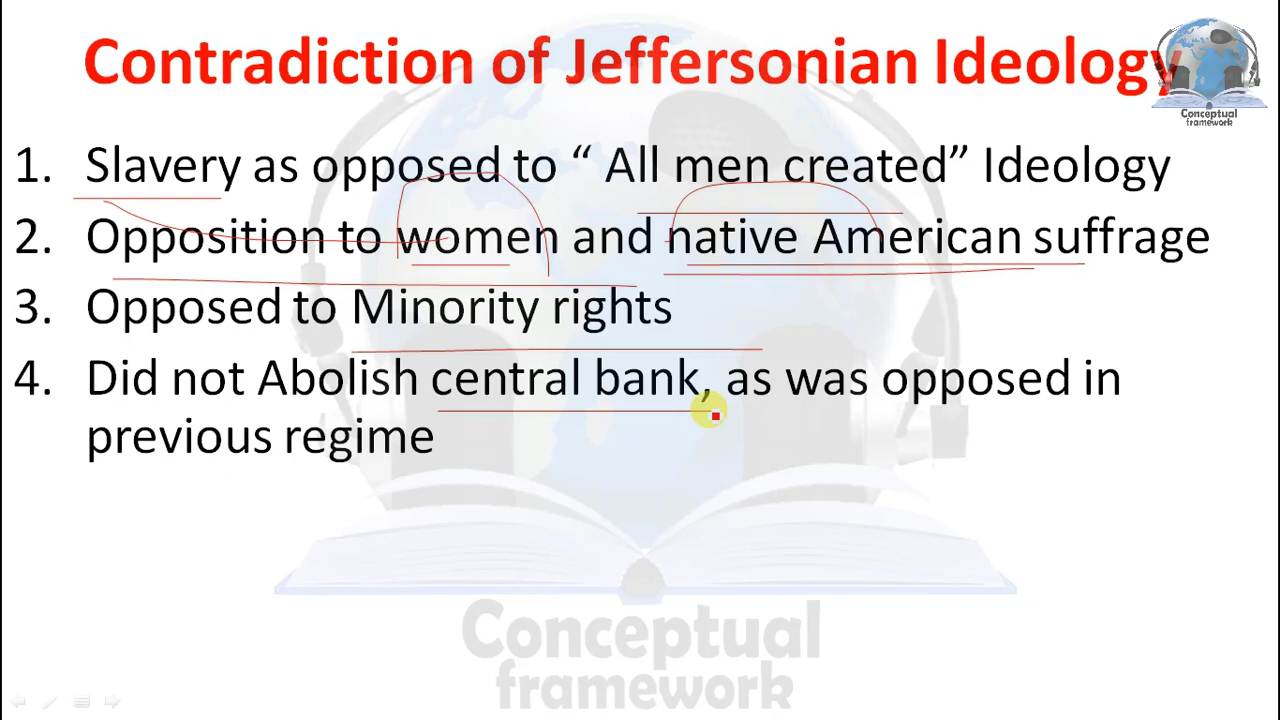 Contradiction of Jeffersonian Ideology
Conceptual
framework
1. Slavery as opposed to “ All men created” Ideology
2. Opposition to women and native American suffrage
3. Opposed to Minority rights
4. Did not Abolish central bank, as was opposed in
previous regime
Conceptual
framework